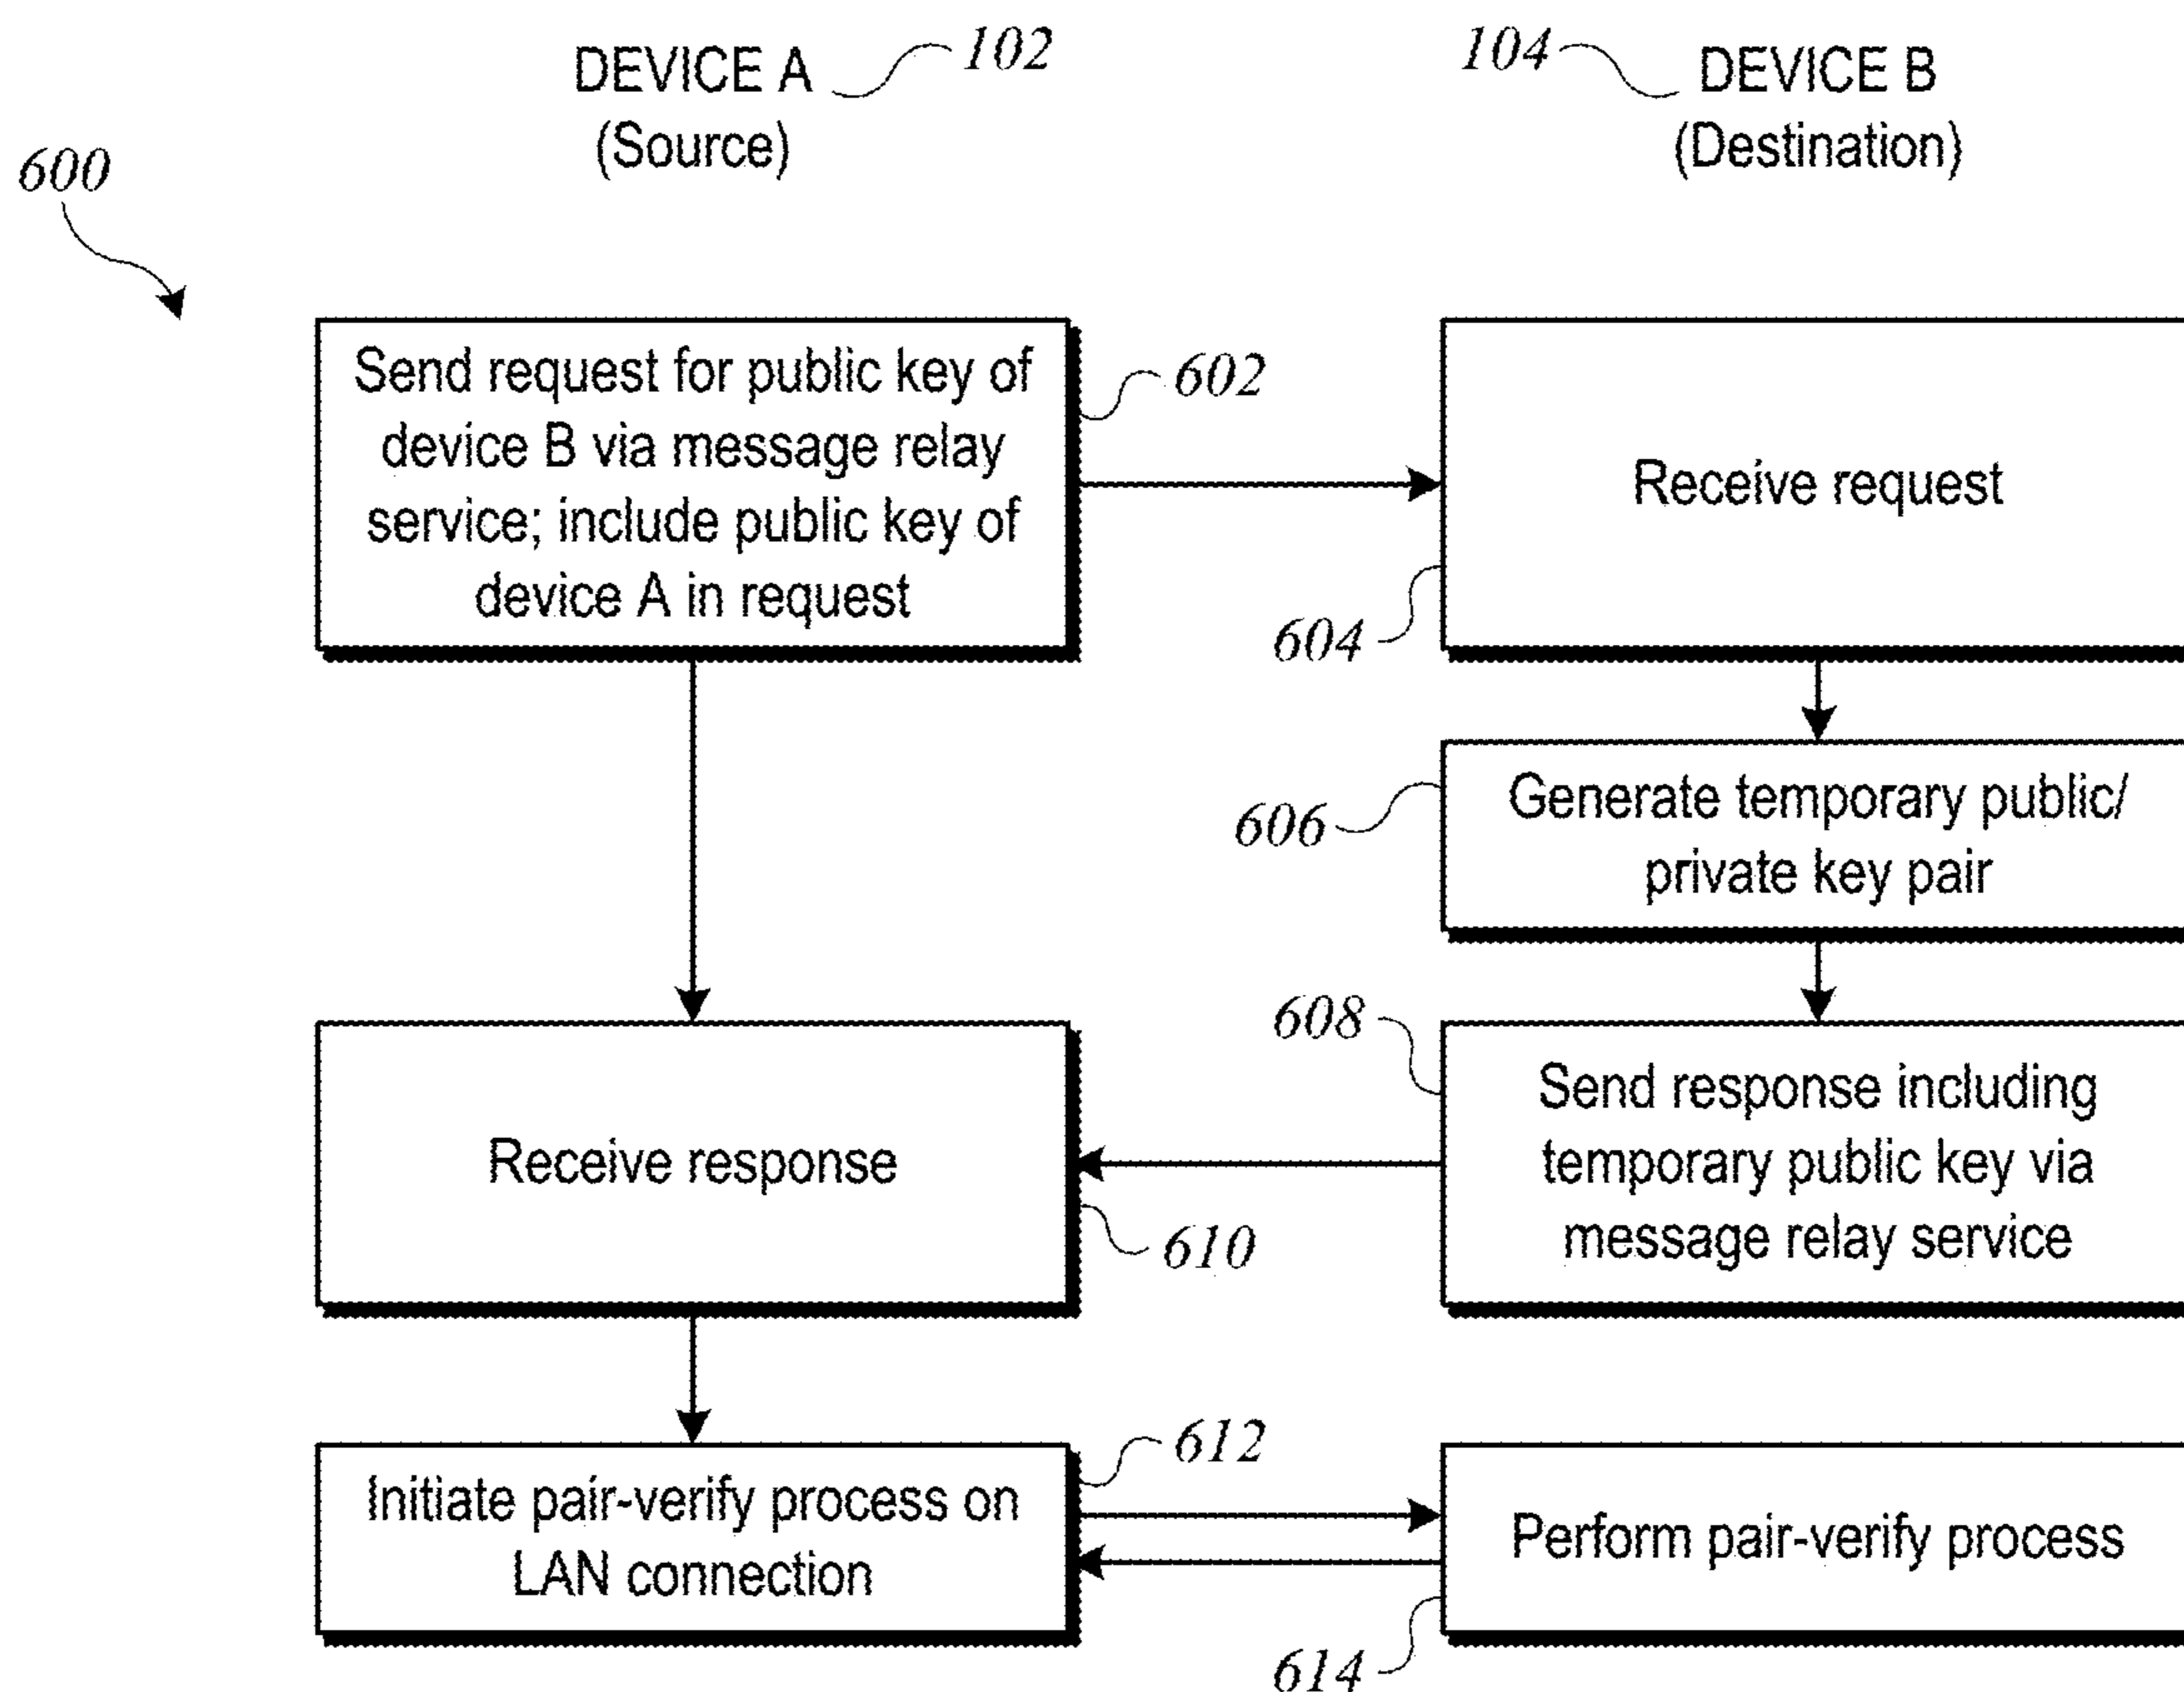 DEVICE A 102
(Source)
104 DEVICE B
(Destination)
600
Send request for public key of
device B via message relay
service; include public key of
device A in request
602
Receive request
604
606
Generate temporary public/
private key pair
608
Send response including
temporary public key via
message relay service
Receive response
610
Initiate pair-verify process on
LAN connection
612
Perform pair-verify process
614